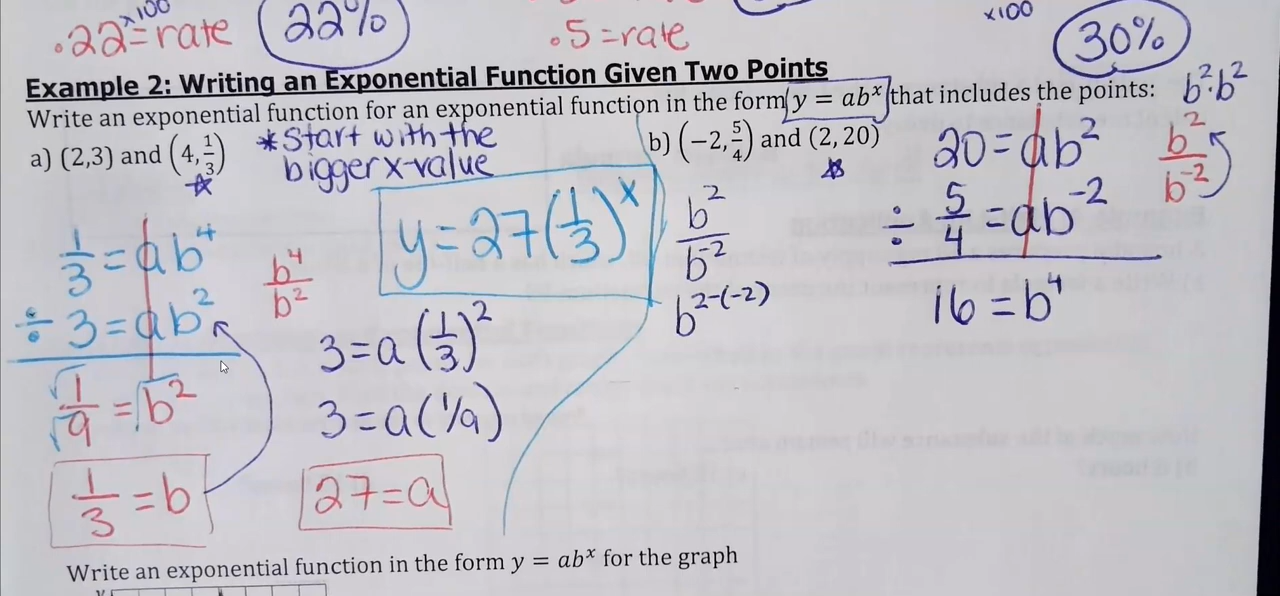 ×100
.22 = rate
22%
.5 = rate
×100
30%
Example 2: Writing an Exponential Function Given Two Points
Write an exponential function for an exponential function in the form y = abˣ that includes the points:
b²·b²
a) (2,3) and (4, 1/3)
* Start with the
bigger x-value
1/3 = ab⁴
÷ 3 = ab²
b⁴/b²
√1/√9 = √b²
1/3 = b
y = 27(1/3)ˣ
3 = a(1/3)²
3 = a(1/9)
27 = a
b) (−2, 5/4) and (2, 20)
b²/b⁻²
b²⁻⁽⁻²⁾
20 = ab²
÷ 5/4 = ab⁻²
16 = b⁴
b²/b⁻²
Write an exponential function in the form y = abˣ for the graph
y